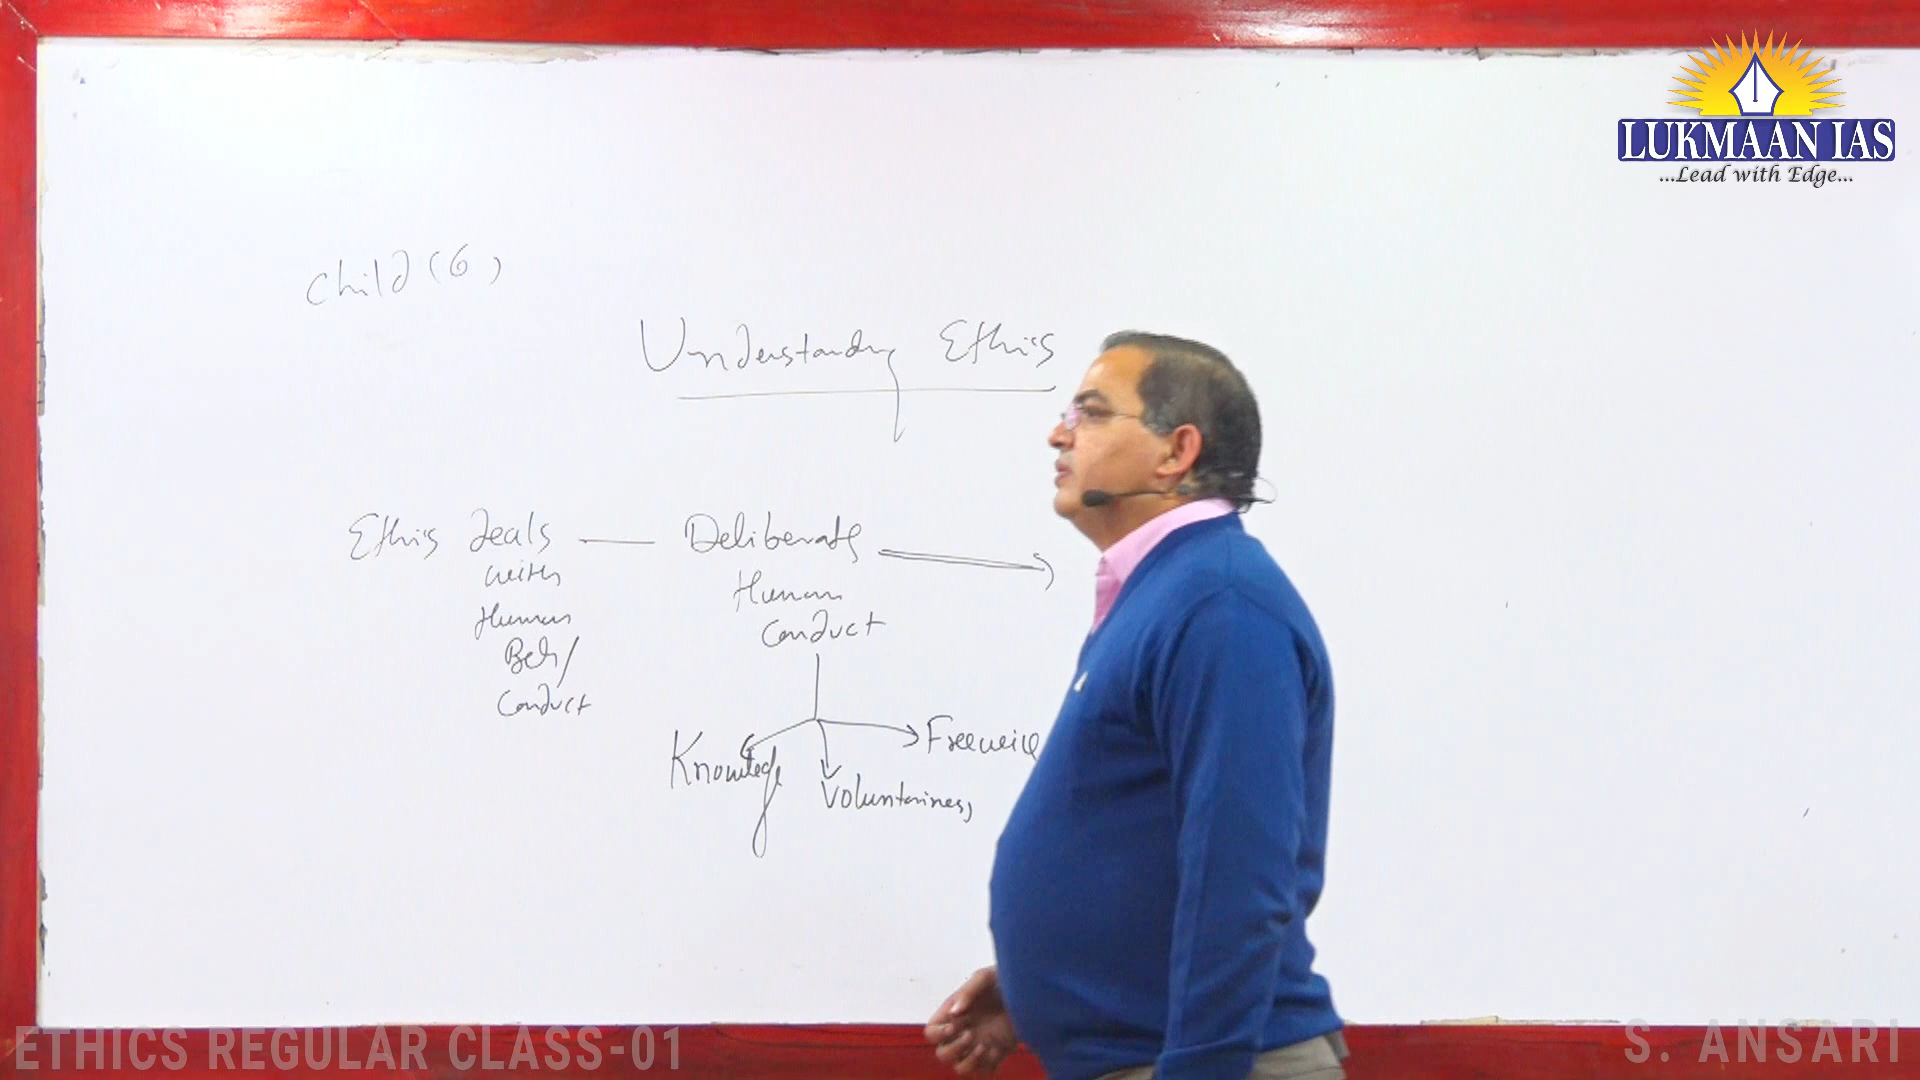 LUKMAAN IAS
...Lead with Edge...
Child (6)
Understanding Ethics
Ethics deals — Deliberate
with
Human
Beh/
Conduct
Human
Conduct
Knowledge
Voluntariness
Freewill
ETHICS REGULAR CLASS-01
S. ANSARI